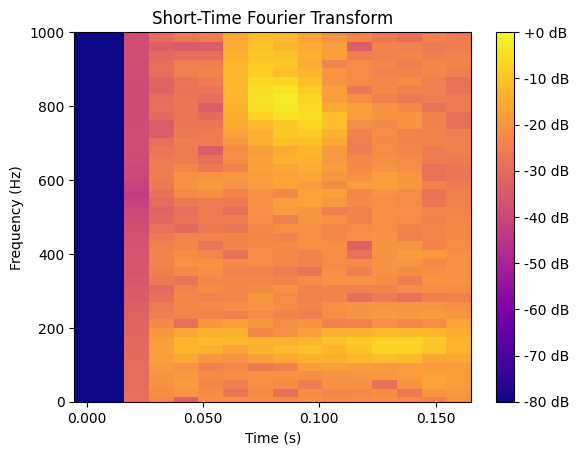 Short-Time Fourier Transform
1000
800
600
400
200
0
Frequency (Hz)
0.000
0.050
0.100
0.150
Time (s)
+0 dB
-10 dB
-20 dB
-30 dB
-40 dB
-50 dB
-60 dB
-70 dB
-80 dB